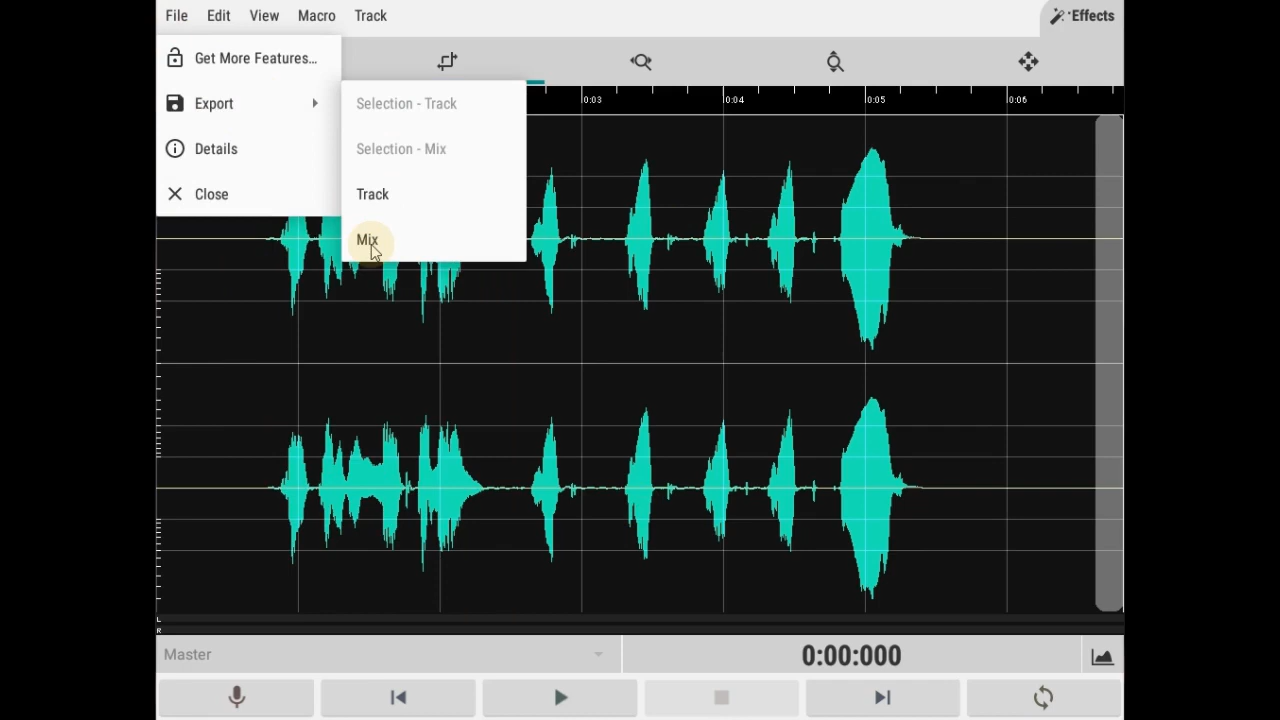 File Edit View Macro Track
Effects
Get More Features...
Export
Details
Close
Selection - Track
Selection - Mix
Track
Mix
0:03 0:04 0:05 0:06
L
R
Master
0:00:000